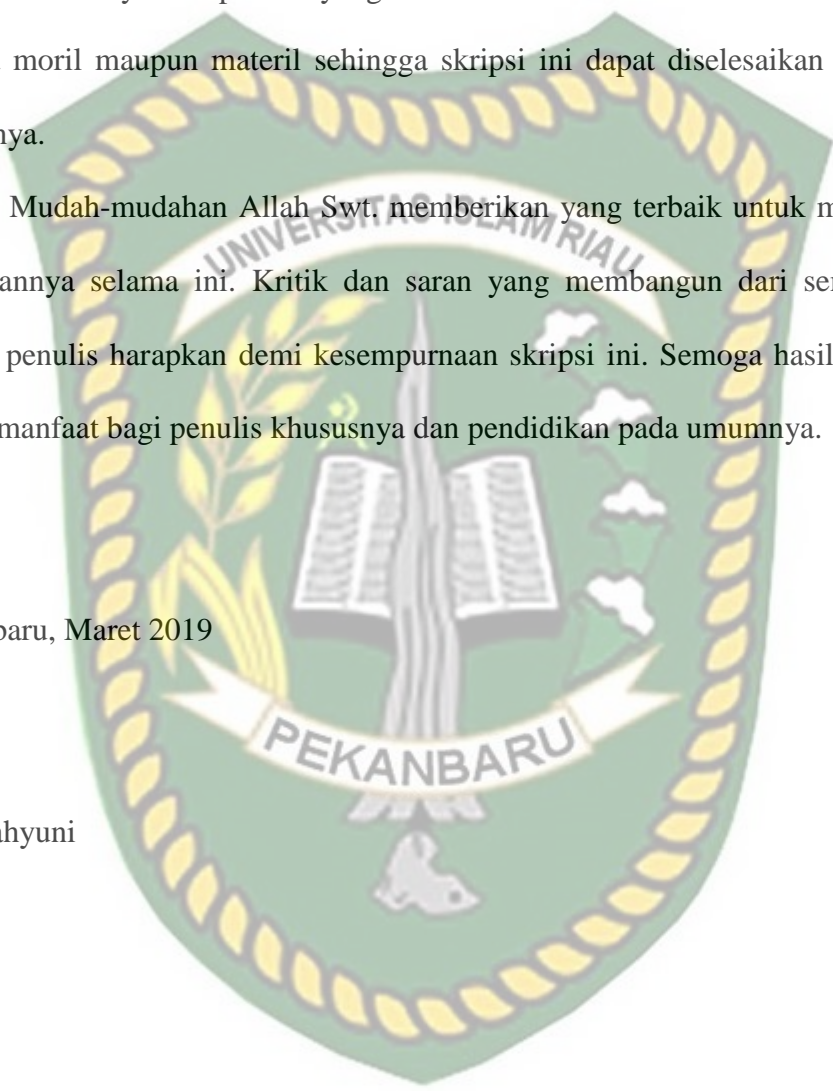 moril maupun materil sehingga skripsi ini dapat diselesaikan
nya.
Mudah-mudahan Allah Swt. memberikan yang terbaik untuk m
annya selama ini. Kritik dan saran yang membangun dari se
penulis harapkan demi kesempurnaan skripsi ini. Semoga hasil
manfaat bagi penulis khususnya dan pendidikan pada umumnya.
baru, Maret 2019
ahyuni
UNIVERSITAS ISLAM RIAU
PEKANBARU